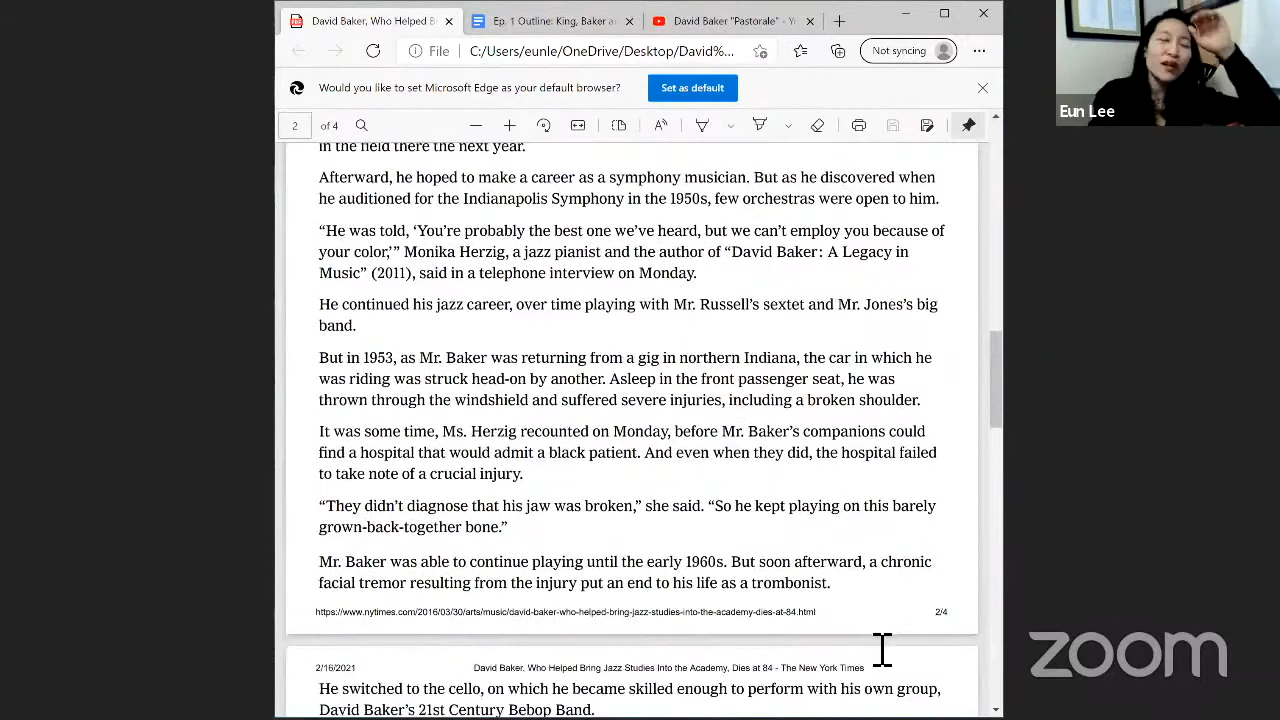 David Baker, Who Helped B
Ep. 1 Outline: King, Baker a
David Baker "Pastorale" - Y
File
C:/Users/eunle/OneDrive/Desktop/David%...
Not syncing
Would you like to set Microsoft Edge as your default browser?
Set as default
2 of 4
in the field there the next year.
Afterward, he hoped to make a career as a symphony musician. But as he discovered when
he auditioned for the Indianapolis Symphony in the 1950s, few orchestras were open to him.
“He was told, ‘You’re probably the best one we’ve heard, but we can’t employ you because of
your color,’” Monika Herzig, a jazz pianist and the author of “David Baker: A Legacy in
Music” (2011), said in a telephone interview on Monday.
He continued his jazz career, over time playing with Mr. Russell’s sextet and Mr. Jones’s big
band.
But in 1953, as Mr. Baker was returning from a gig in northern Indiana, the car in which he
was riding was struck head-on by another. Asleep in the front passenger seat, he was
thrown through the windshield and suffered severe injuries, including a broken shoulder.
It was some time, Ms. Herzig recounted on Monday, before Mr. Baker’s companions could
find a hospital that would admit a black patient. And even when they did, the hospital failed
to take note of a crucial injury.
“They didn’t diagnose that his jaw was broken,” she said. “So he kept playing on this barely
grown-back-together bone.”
Mr. Baker was able to continue playing until the early 1960s. But soon afterward, a chronic
facial tremor resulting from the injury put an end to his life as a trombonist.
https://www.nytimes.com/2016/03/30/arts/music/david-baker-who-helped-bring-jazz-studies-into-the-academy-dies-at-84.html
2/4
2/16/2021
David Baker, Who Helped Bring Jazz Studies Into the Academy, Dies at 84 - The New York Times
He switched to the cello, on which he became skilled enough to perform with his own group,
David Baker’s 21st Century Bebop Band.
Eun Lee
zoom